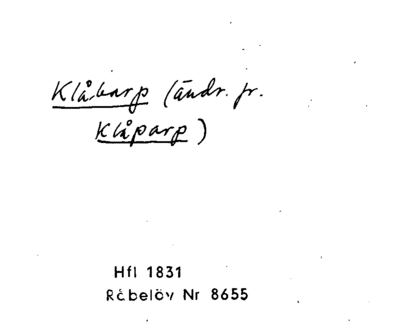 Klåbarp (ändr. fr.
Klåparp)
Hfl 1831
Råbelöv Nr 8655